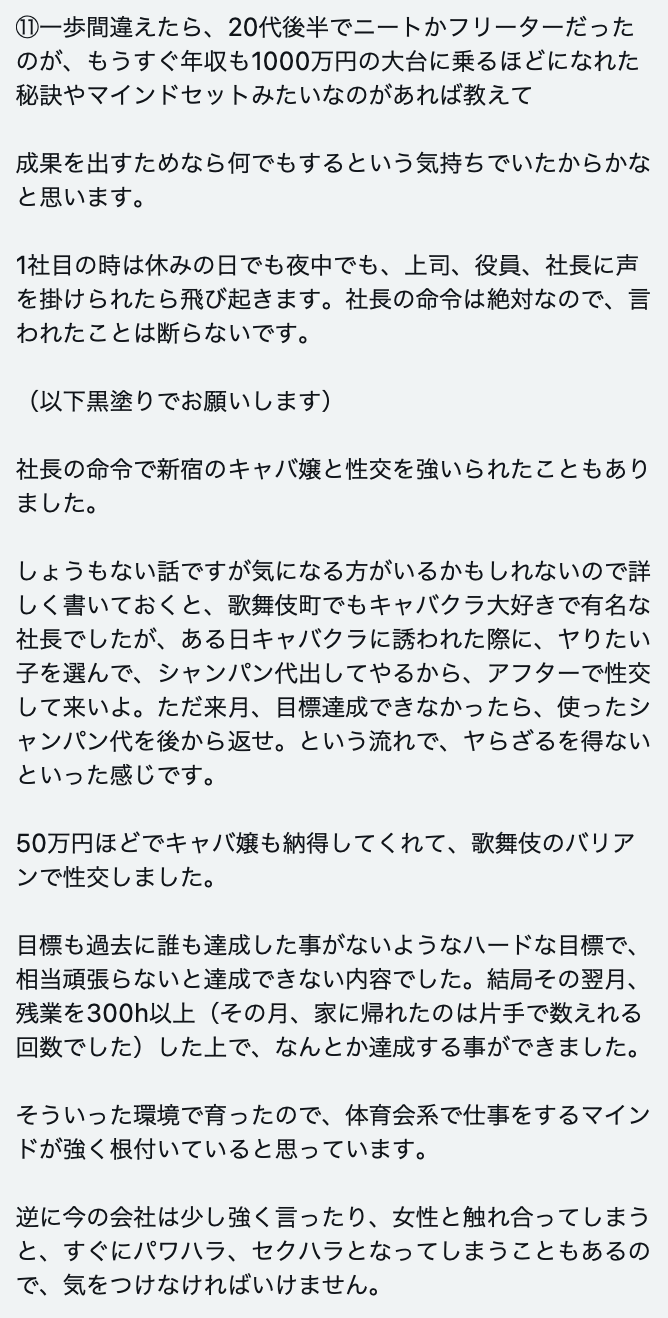 ⑪一歩間違えたら、20代後半でニートかフリーターだった
のが、もうすぐ年収も1000万円の大台に乗るほどになれた
秘訣やマインドセットみたいなのがあれば教えて
成果を出すためなら何でもするという気持ちでいたからかな
と思います。
1社目の時は休みの日でも夜中でも、上司、役員、社長に声
を掛けられたら飛び起きます。社長の命令は絶対なので、言
われたことは断らないです。
（以下黒塗りでお願いします）
社長の命令で新宿のキャバ嬢と性交を強いられたこともあり
ました。
しょうもない話ですが気になる方がいるかもしれないので詳
しく書いておくと、歌舞伎町でもキャバクラ大好きで有名な
社長でしたが、ある日キャバクラに誘われた際に、ヤりたい
子を選んで、シャンパン代出してやるから、アフターで性交
して来いよ。ただ来月、目標達成できなかったら、使ったシ
ャンパン代を後から返せ。という流れで、ヤらざるを得ない
といった感じです。
50万円ほどでキャバ嬢も納得してくれて、歌舞伎のバリア
ンで性交しました。
目標も過去に誰も達成した事がないようなハードな目標で、
相当頑張らないと達成できない内容でした。結局その翌月、
残業を300h以上（その月、家に帰れたのは片手で数えれる
回数でした）した上で、なんとか達成する事ができました。
そういった環境で育ったので、体育会系で仕事をするマイン
ドが強く根付いていると思っています。
逆に今の会社は少し強く言ったり、女性と触れ合ってしまう
と、すぐにパワハラ、セクハラとなってしまうこともあるの
で、気をつけなければいけません。